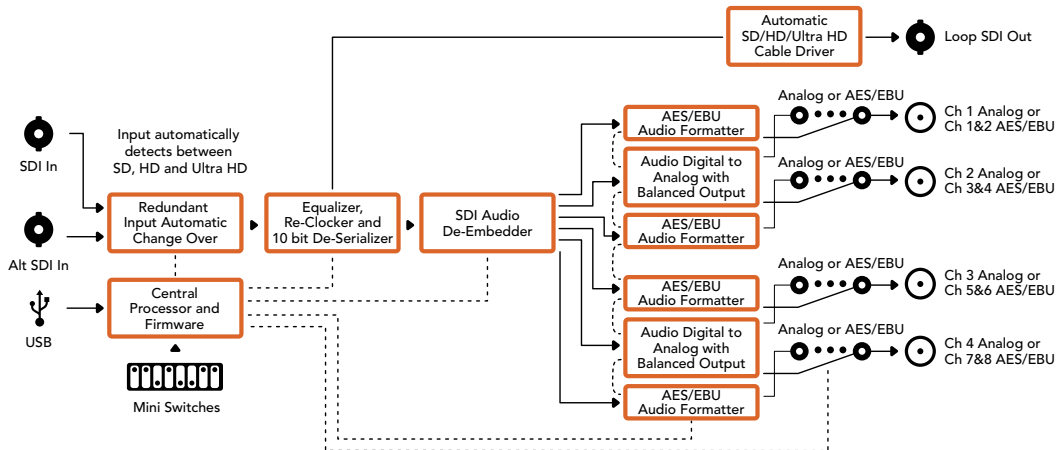 Automatic
SD/HD/Ultra HD
Cable Driver
Loop SDI Out
SDI In
Input automatically
detects between
SD, HD and Ultra HD
Alt SDI In
Redundant
Input Automatic
Change Over
Equalizer,
Re-Clocker and
10 bit De-Serializer
SDI Audio
De-Embedder
USB
Central
Processor and
Firmware
Mini Switches
AES/EBU
Audio Formatter
Audio Digital to
Analog with
Balanced Output
AES/EBU
Audio Formatter
AES/EBU
Audio Formatter
Audio Digital to
Analog with
Balanced Output
AES/EBU
Audio Formatter
Analog or AES/EBU
Ch 1 Analog or
Ch 1&2 AES/EBU
Analog or AES/EBU
Ch 2 Analog or
Ch 3&4 AES/EBU
Analog or AES/EBU
Ch 3 Analog or
Ch 5&6 AES/EBU
Analog or AES/EBU
Ch 4 Analog or
Ch 7&8 AES/EBU